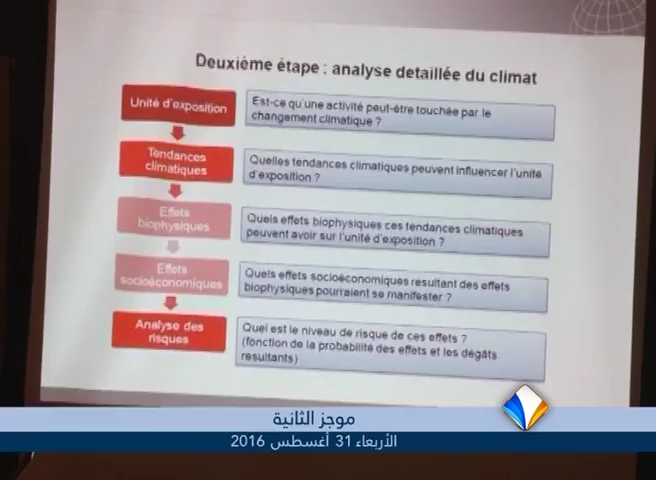 Deuxième étape : analyse detaillée du climat
Unité d'exposition
Est-ce qu'une activité peut-être touchée par le
changement climatique ?
Tendances
climatiques
Quelles tendances climatiques peuvent influencer l'unité
d'exposition ?
Effets
biophysiques
Quels effets biophysiques ces tendances climatiques
peuvent avoir sur l'unité d'exposition ?
Effets
socioéconomiques
Quels effets socioéconomiques resultant des effets
biophysiques pourraient se manifester ?
Analyse des
risques
Quel est le niveau de risque de ces effets ?
(fonction de la probabilité des effets et les dégâts
resultants)
موجز الثانية
الأربعاء 31 أغسطس 2016